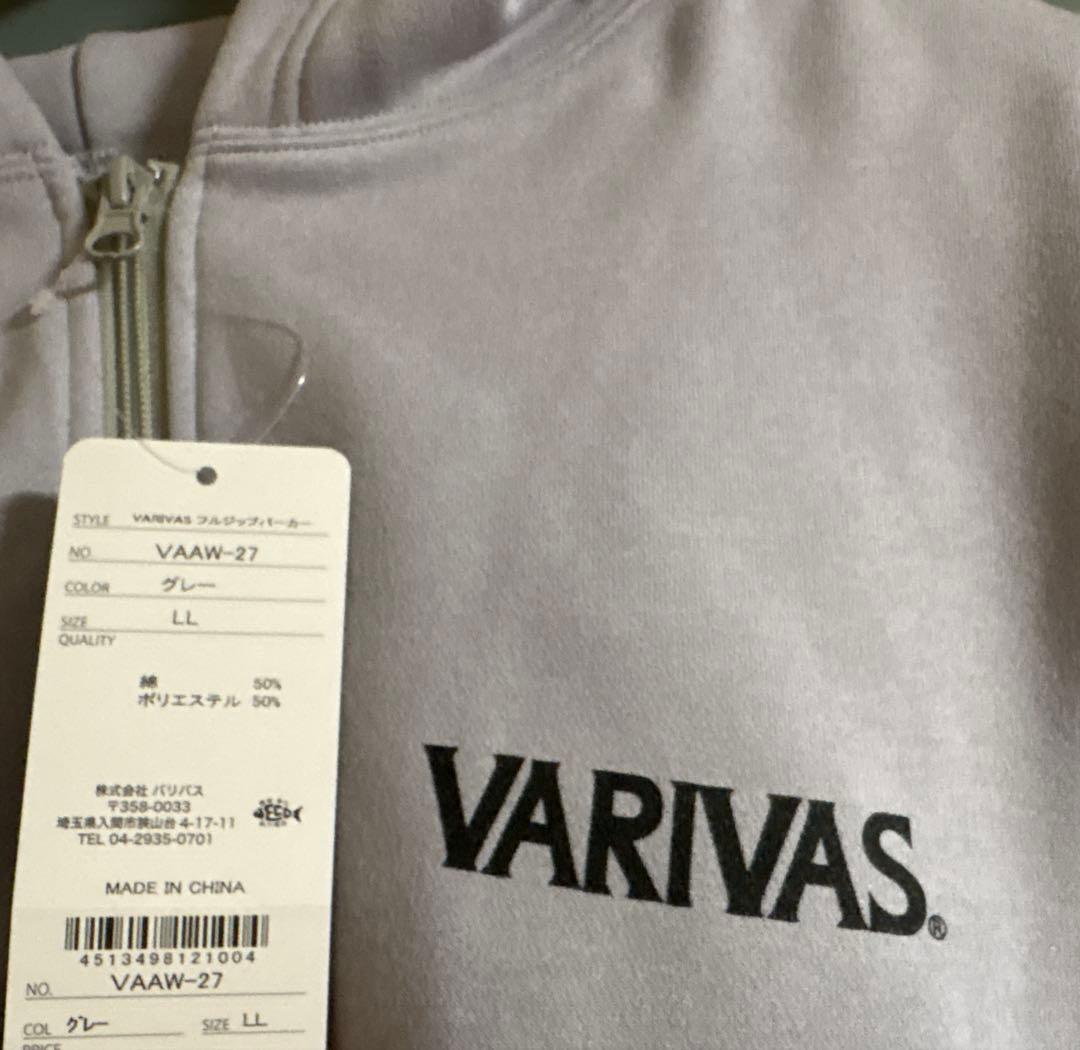 STYLE VARIVAS フルジップパーカー
NO. VAAW-27
COLOR グレー
SIZE LL
QUALITY
綿 50%
ポリエステル 50%
株式会社 バリバス
〒358-0033
埼玉県入間市狭山台 4-17-11
TEL 04-2935-0701
MADE IN CHINA
4513498121004
NO. VAAW-27
COL グレー SIZE LL
PRICE
VARIVAS®